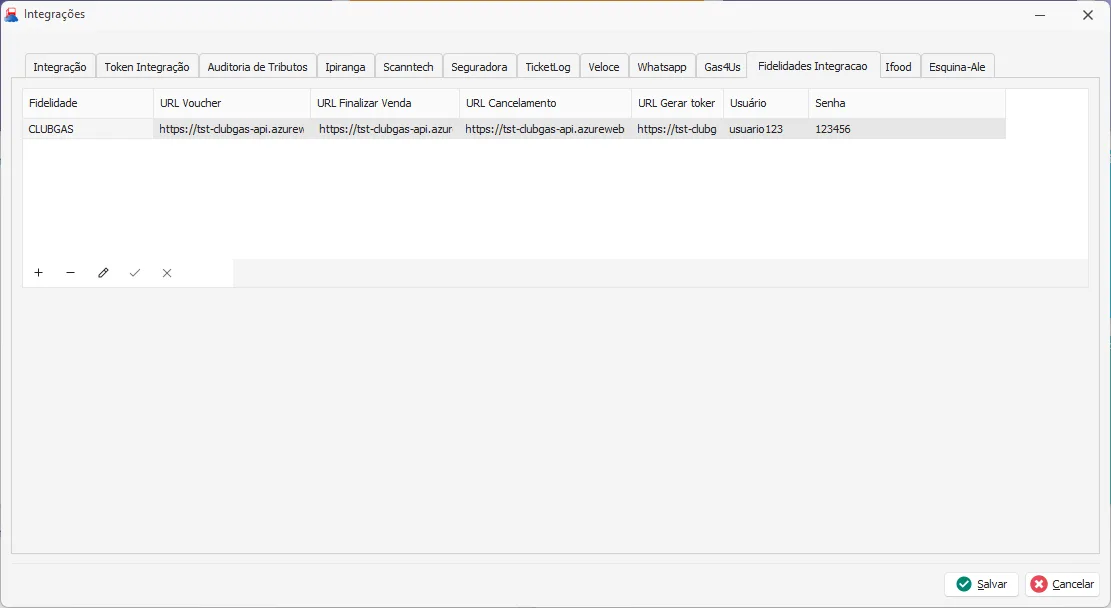 Integrações
Integração Token Integração Auditoria de Tributos Ipiranga Scanntech Seguradora TicketLog Veloce Whatsapp Gas4Us Fidelidades Integracao Ifood Esquina-Ale
Fidelidade URL Voucher URL Finalizar Venda URL Cancelamento URL Gerar toker Usuário Senha
CLUBGAS https://tst-clubgas-api.azurew https://tst-clubgas-api.azur https://tst-clubgas-api.azureweb https://tst-clubg usuario123 123456
Salvar Cancelar